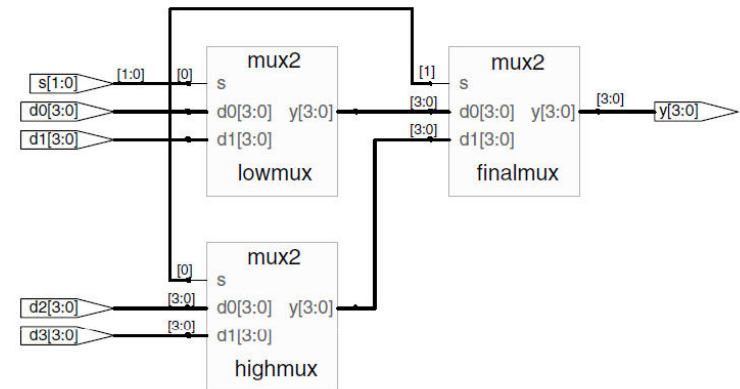 mux2
mux2
s[1:0]
[1:0]
[0]
s
[1]
s
d0[3:0]
d0[3:0]
y[3:0]
[3:0]
d0[3:0]
y[3:0]
[3:0]
y[3:0]
d1[3:0]
d1[3:0]
[3:0]
d1[3:0]
lowmux
finalmux
mux2
[0]
s
d2[3:0]
[3:0]
d0[3:0]
y[3:0]
d3[3:0]
[3:0]
d1[3:0]
highmux